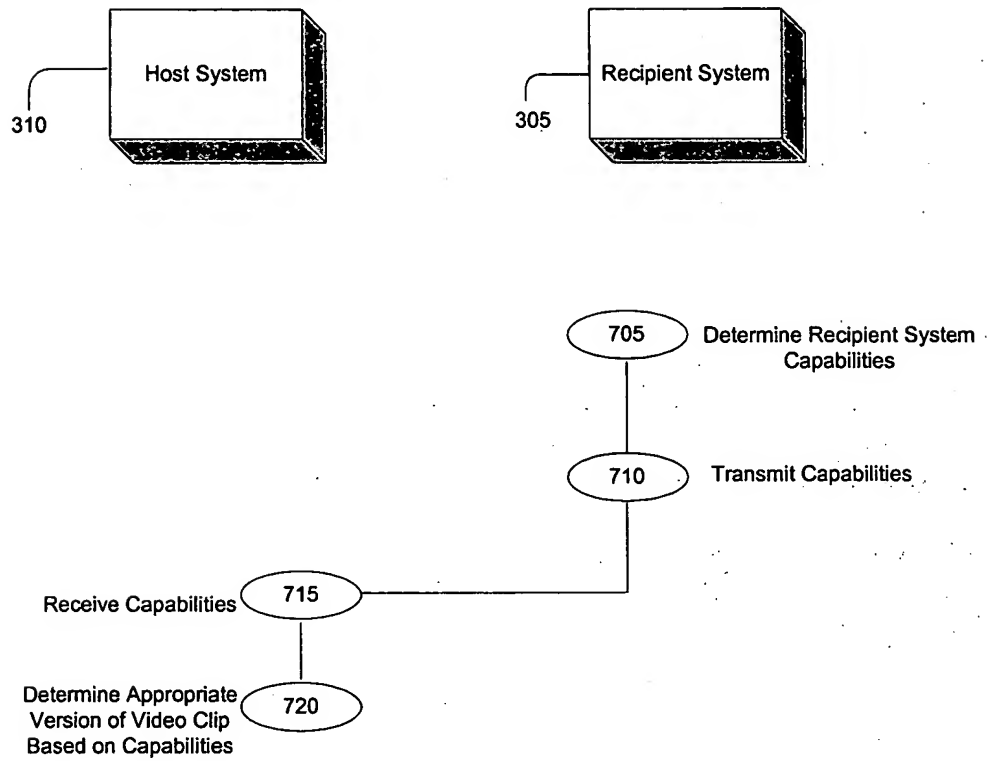 Host System
Recipient System
310
305
705
Determine Recipient System
Capabilities
710
Transmit Capabilities
Receive Capabilities
715
Determine Appropriate
Version of Video Clip
Based on Capabilities
720